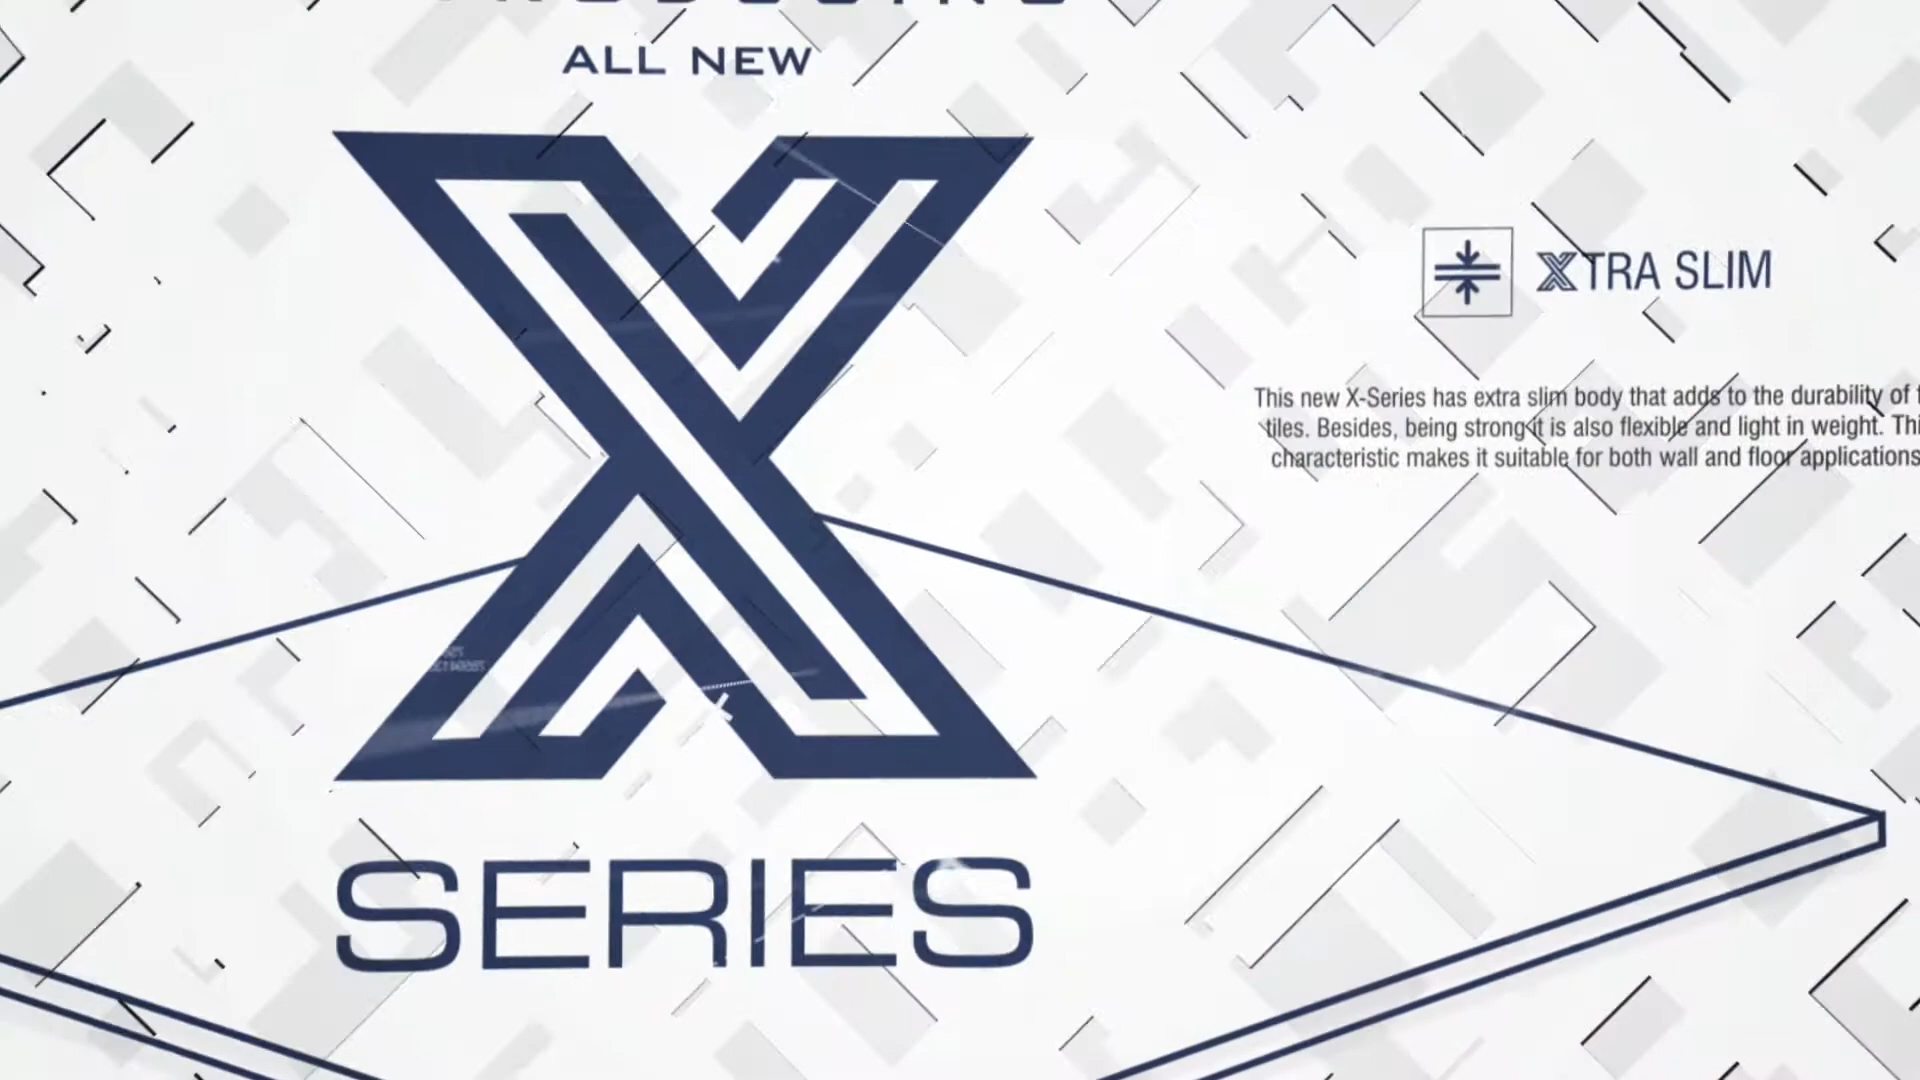 ALL NEW
X
SERIES
XTRA SLIM
This new X-Series has extra slim body that adds to the durability of
tiles. Besides, being strong it is also flexible and light in weight.
characteristic makes it suitable for both wall and floor applications